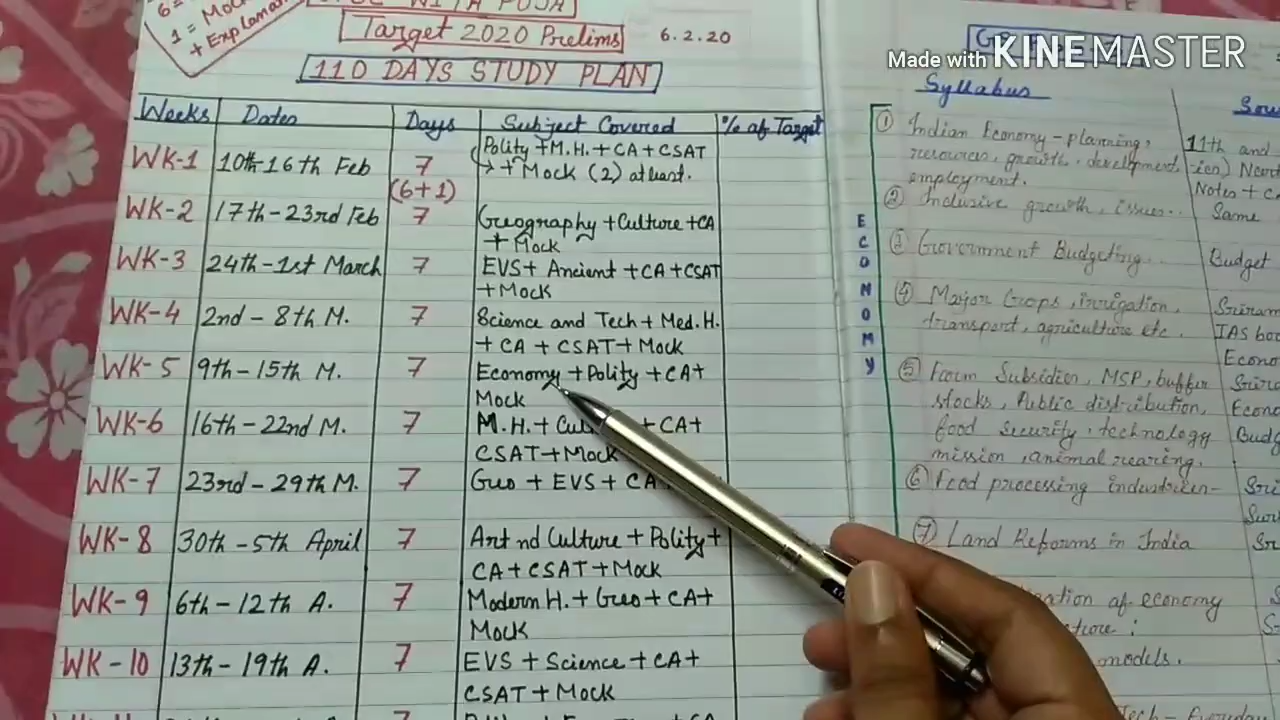 1 = Mock
+ Explanat
Target 2020 Prelims
6.2.20
110 DAYS STUDY PLAN
Made with KINEMASTER
Weeks Dates Days Subject Covered % of Target
WK-1 10th-16th Feb 7 Polity + M.H. + CA + CSAT
(6+1) → + Mock (2) atleast.
WK-2 17th-23rd Feb 7 Geography + Culture + CA
+ Mock
WK-3 24th-1st March 7 EVS + Ancient + CA + CSAT
+ Mock
WK-4 2nd - 8th M. 7 Science and Tech + Med. H.
+ CA + CSAT + Mock
WK-5 9th-15th M. 7 Economy + Polity + CA +
Mock
WK-6 16th-22nd M. 7 M.H. + Cul + CA +
CSAT + Mock
WK-7 23rd - 29th M. 7 Geo + EVS + CA
WK-8 30th-5th April 7 Art nd Culture + Polity +
CA + CSAT + Mock
WK-9 6th-12th A. 7 Modern H. + Geo + CA +
Mock
WK-10 13th-19th A. 7 EVS + Science + CA +
CSAT + Mock
Syllabus
ECONOMY
① Indian Economy - planning,
resources, growth, development,
employment.
② Inclusive growth, issues..
③ Government Budgeting..
④ Major Crops, irrigation,
transport, agriculture etc.
⑤ Farm Subsidies, MSP, buffer
stocks, Public distribution,
food security, technology
mission, animal rearing.
⑥ Food processing industries-
⑦ Land Reforms in India
of economy
models.
11th and
Ncert
Notes +
Same
Budget
Sriram
IAS
Econo